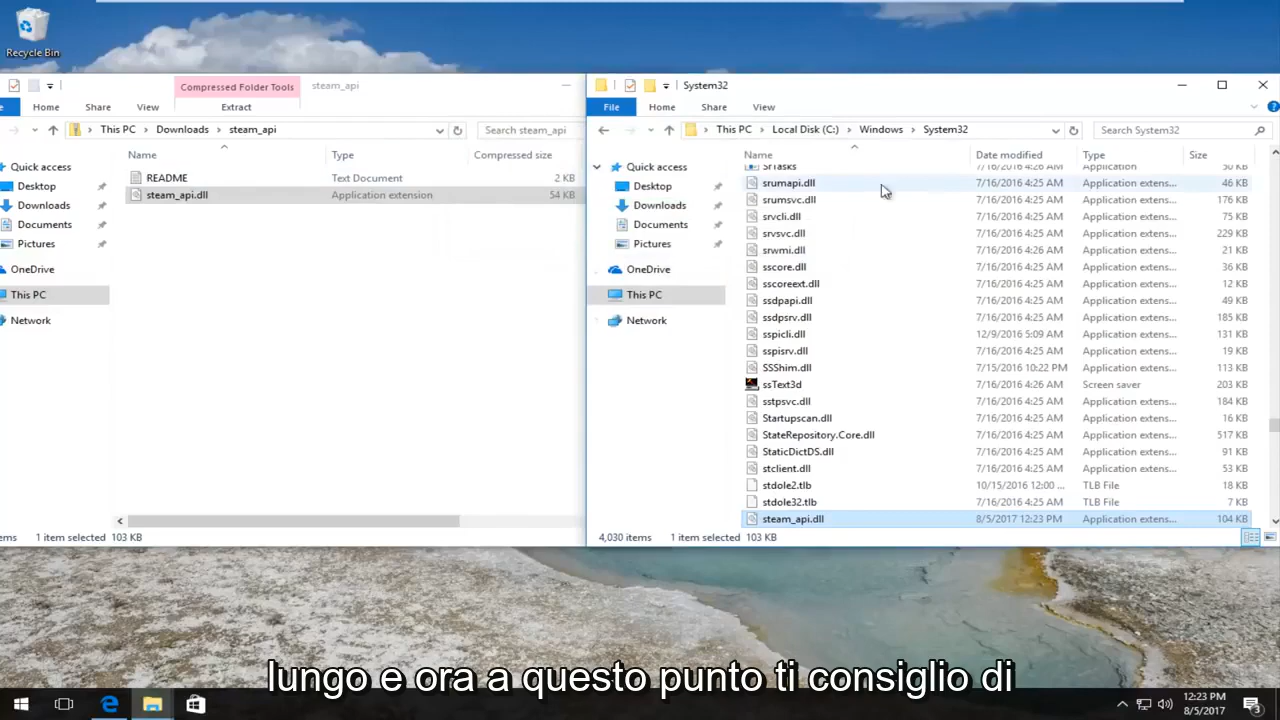 Recycle Bin
Compressed Folder Tools
steam_api
Home
Share
View
Extract
This PC
Downloads
steam_api
Search steam_api
Name
Type
Compressed size
Quick access
Desktop
Downloads
Documents
Pictures
OneDrive
This PC
Network
README
Text Document
2 KB
steam_api.dll
Application extension
54 KB
1 item selected 103 KB
System32
File
Home
Share
View
This PC
Local Disk (C:)
Windows
System32
Search System32
Name
Date modified
Type
Size
Quick access
Desktop
Downloads
Documents
Pictures
OneDrive
This PC
Network
srumapi.dll 7/16/2016 4:25 AM Application extens... 46 KB
srumsvc.dll 7/16/2016 4:25 AM Application extens... 176 KB
srvcli.dll 7/16/2016 4:25 AM Application extens... 75 KB
srvsvc.dll 7/16/2016 4:25 AM Application extens... 229 KB
srwmi.dll 7/16/2016 4:26 AM Application extens... 21 KB
sscore.dll 7/16/2016 4:25 AM Application extens... 36 KB
sscoreext.dll 7/16/2016 4:25 AM Application extens... 12 KB
ssdpapi.dll 7/16/2016 4:25 AM Application extens... 49 KB
ssdpsrv.dll 7/16/2016 4:25 AM Application extens... 185 KB
sspicli.dll 12/9/2016 5:09 AM Application extens... 164 KB
sspisrv.dll 7/16/2016 4:25 AM Application extens... 19 KB
SSShim.dll 7/15/2016 10:22 PM Application extens... 113 KB
ssText3d 7/16/2016 4:26 AM Screen saver 203 KB
sstpsvc.dll 7/16/2016 4:25 AM Application extens... 184 KB
Startupscan.dll 7/16/2016 4:25 AM Application extens... 16 KB
StateRepository.Core.dll 7/16/2016 4:25 AM Application extens... 517 KB
StaticDictDS.dll 7/16/2016 4:25 AM Application extens... 91 KB
stclient.dll 7/16/2016 4:25 AM Application extens... 53 KB
stdole2.tlb 10/15/2016 12:00 ... TLB File 18 KB
stdole32.tlb 7/16/2016 4:25 AM TLB File 7 KB
steam_api.dll 8/5/2017 12:23 PM Application extens... 104 KB
4,030 items 1 item selected 103 KB
lungo e ora a questo punto ti consiglio di
12:23 PM
8/5/2017
3